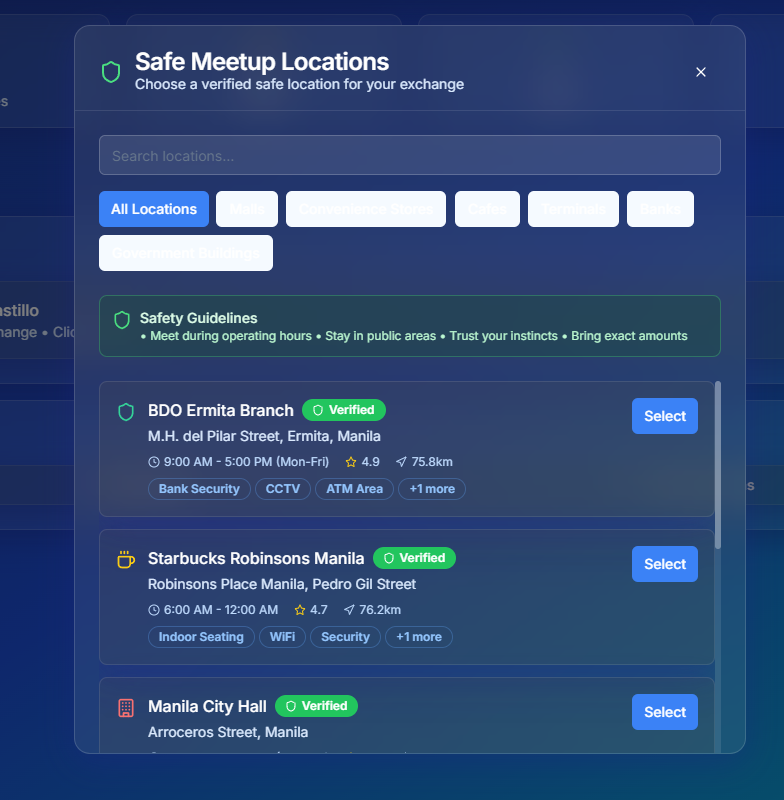 Safe Meetup Locations
Choose a verified safe location for your exchange
Search locations...
All Locations
Malls
Convenience Stores
Cafes
Terminals
Banks
Government Buildings
Safety Guidelines
• Meet during operating hours • Stay in public areas • Trust your instincts • Bring exact amounts
BDO Ermita Branch
Verified
Select
M.H. del Pilar Street, Ermita, Manila
9:00 AM - 5:00 PM (Mon-Fri)
4.9
75.8km
Bank Security
CCTV
ATM Area
+1 more
Starbucks Robinsons Manila
Verified
Select
Robinsons Place Manila, Pedro Gil Street
6:00 AM - 12:00 AM
4.7
76.2km
Indoor Seating
WiFi
Security
+1 more
Manila City Hall
Verified
Select
Arroceros Street, Manila